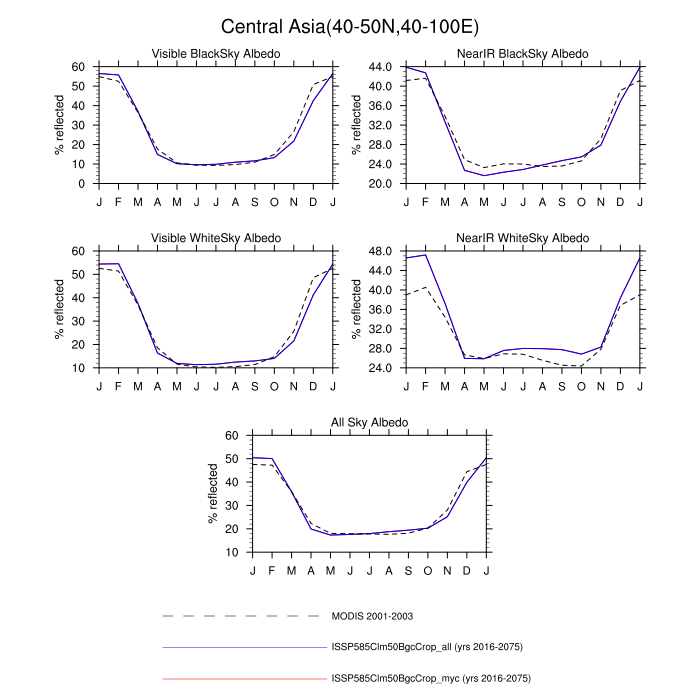 Central Asia(40-50N,40-100E)
Visible BlackSky Albedo
% reflected
60
50
40
30
20
10
0
J F M A M J J A S O N D J
NearIR BlackSky Albedo
% reflected
44.0
40.0
36.0
32.0
28.0
24.0
20.0
J F M A M J J A S O N D J
Visible WhiteSky Albedo
% reflected
60
50
40
30
20
10
J F M A M J J A S O N D J
NearIR WhiteSky Albedo
% reflected
48.0
44.0
40.0
36.0
32.0
28.0
24.0
J F M A M J J A S O N D J
All Sky Albedo
% reflected
60
50
40
30
20
10
J F M A M J J A S O N D J
MODIS 2001-2003
ISSP585Clm50BgcCrop_all (yrs 2016-2075)
ISSP585Clm50BgcCrop_myc (yrs 2016-2075)